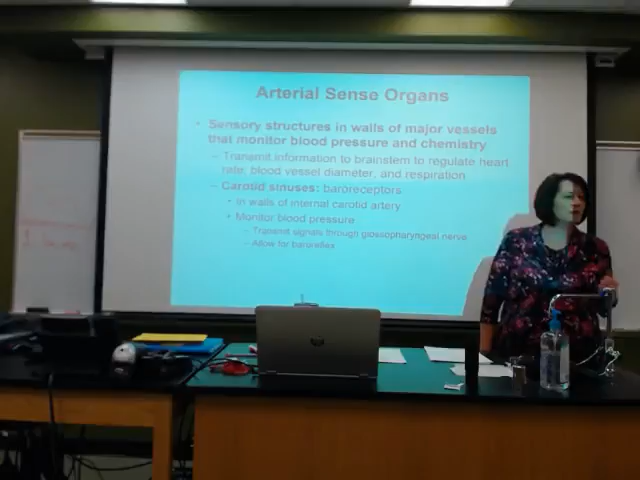 Arterial Sense Organs
• Sensory structures in walls of major vessels
that monitor blood pressure and chemistry
– Transmit information to brainstem to regulate heart
rate, blood vessel diameter, and respiration
– Carotid sinuses: baroreceptors
• In walls of internal carotid artery
• Monitor blood pressure
– Transmit signals through glossopharyngeal nerve
– Allow for baroreflex
hp